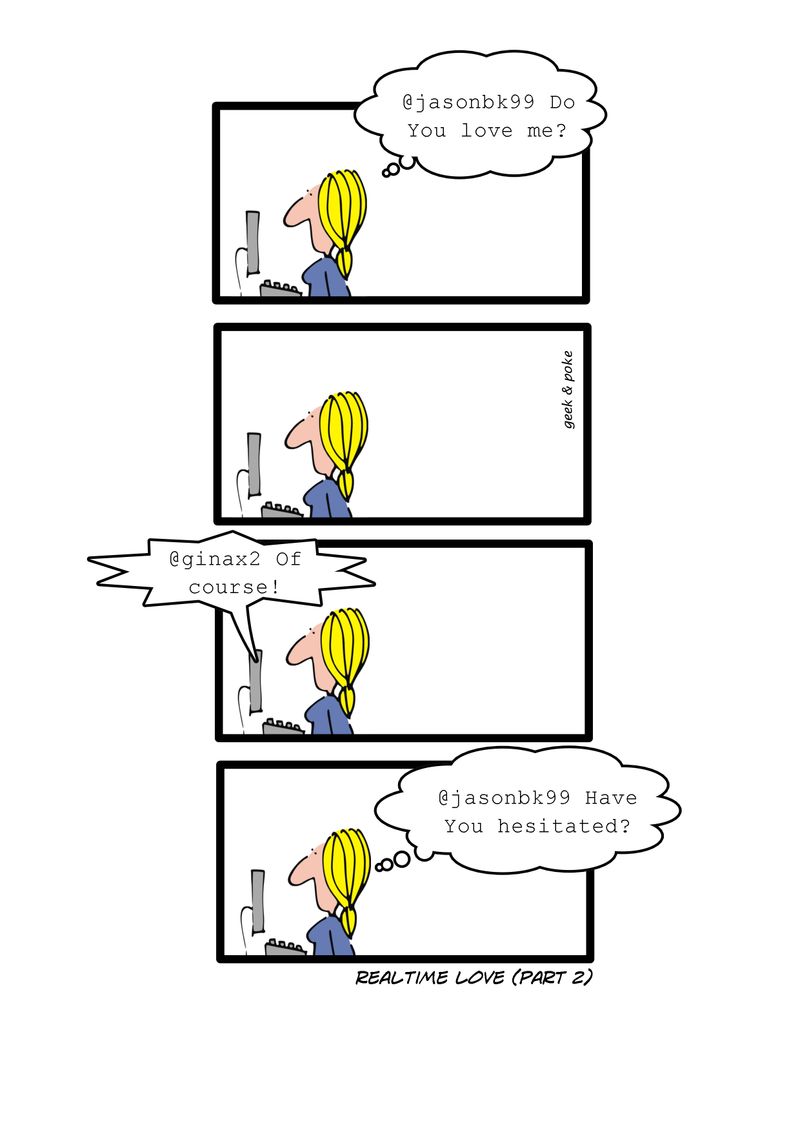 @jasonbk99 Do
You love me?
geek & poke
@ginax2 Of
course!
@jasonbk99 Have
You hesitated?
REALTIME LOVE (PART 2)